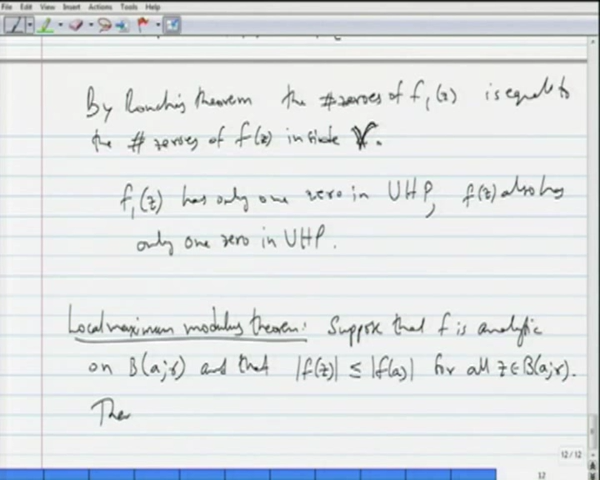 File Edit View Insert Actions Tools Help
By Rouche's theorem the # zeroes of f₁(z) is equal to
the # zeroes of f(z) inside γ.
f₁(z) has only one zero in UHP, f(z) also has
only one zero in UHP.
Local maximum modulus theorem: Suppose that f is analytic
on B(a;r) and that |f(z)| ≤ |f(a)| for all z ∈ B(a;r).
The
12 / 12
12